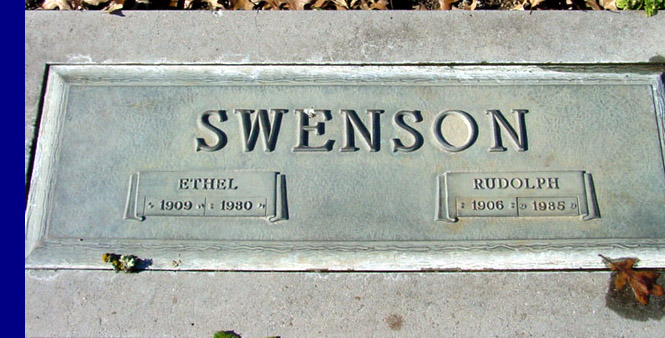 SWENSON
ETHEL
1909 1980
RUDOLPH
1906 1985